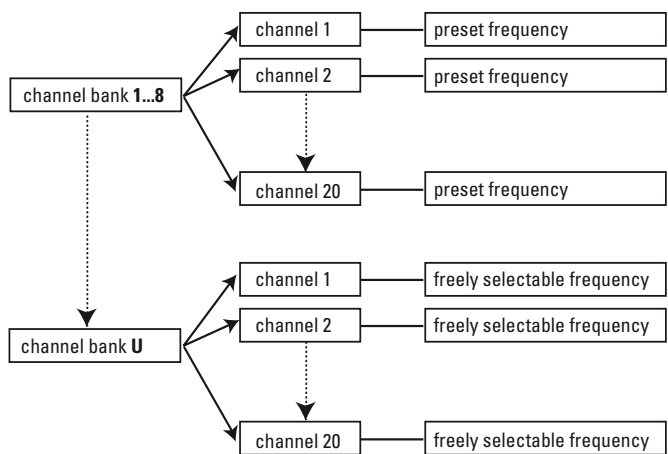 channel 1 preset frequency
channel 2 preset frequency
channel bank 1...8
channel 20 preset frequency
channel 1 freely selectable frequency
channel 2 freely selectable frequency
channel bank U
channel 20 freely selectable frequency